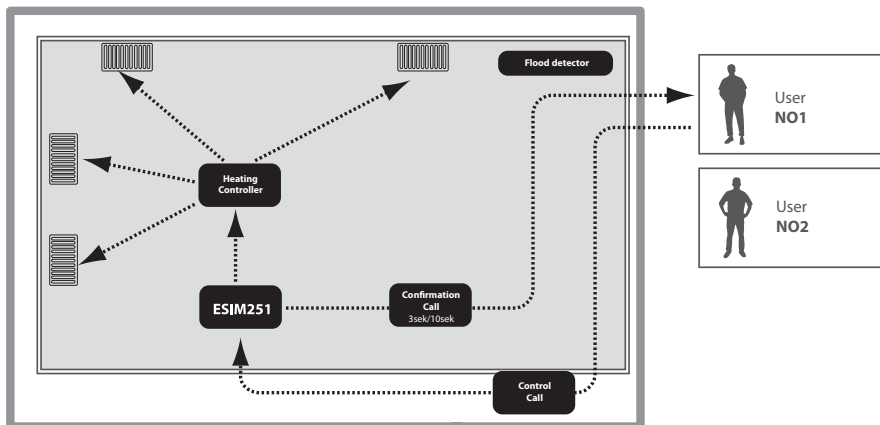 Flood detector
User
NO1
Heating
Controller
User
NO2
ESIM251
Confirmation
Call
3sek/10sek
Control
Call